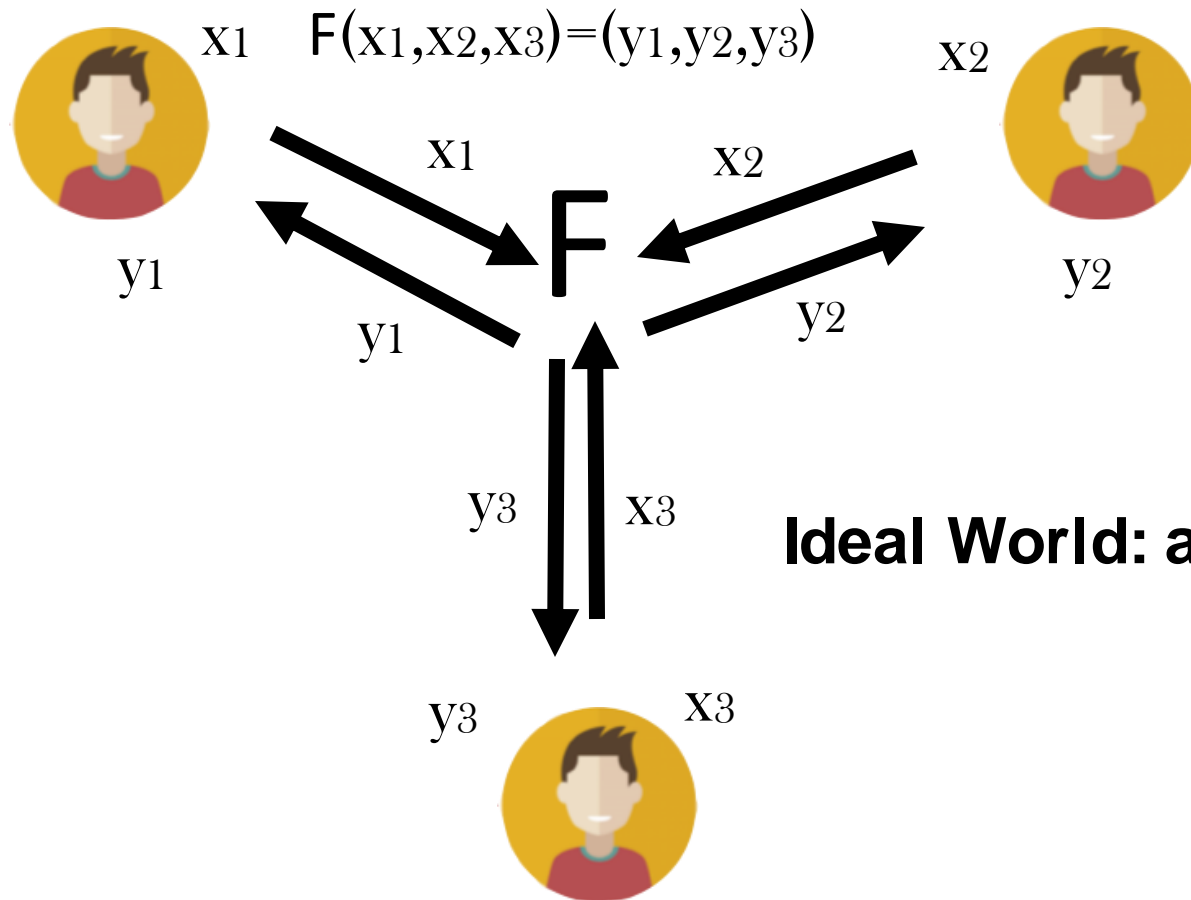 x1 F(x1,x2,x3)=(y1,y2,y3) x2
x1 x2
F
y1 y2
y1 y2
y3 x3
Ideal World: a
y3 x3